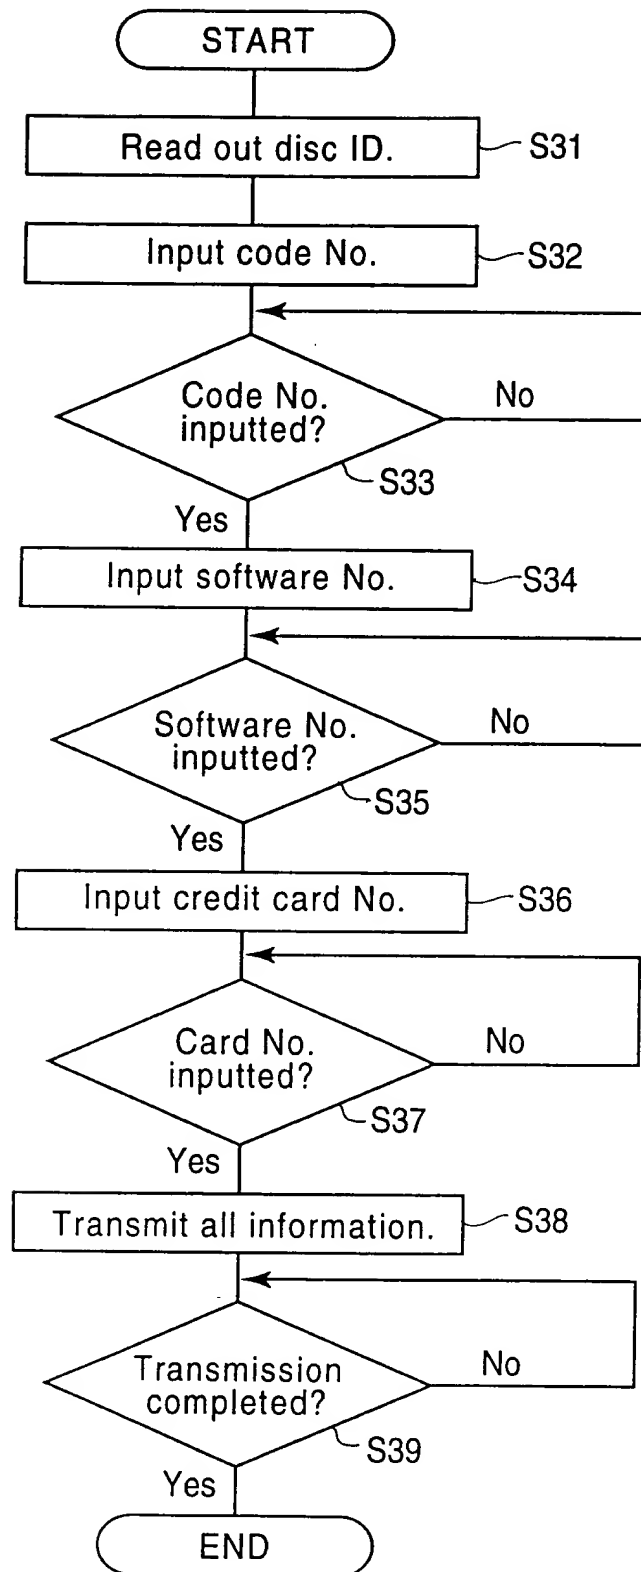 START
Read out disc ID.
S31
Input code No.
S32
Code No.
inputted?
No
S33
Yes
Input software No.
S34
Software No.
inputted?
No
S35
Yes
Input credit card No.
S36
Card No.
inputted?
No
S37
Yes
Transmit all information.
S38
Transmission
completed?
No
S39
Yes
END